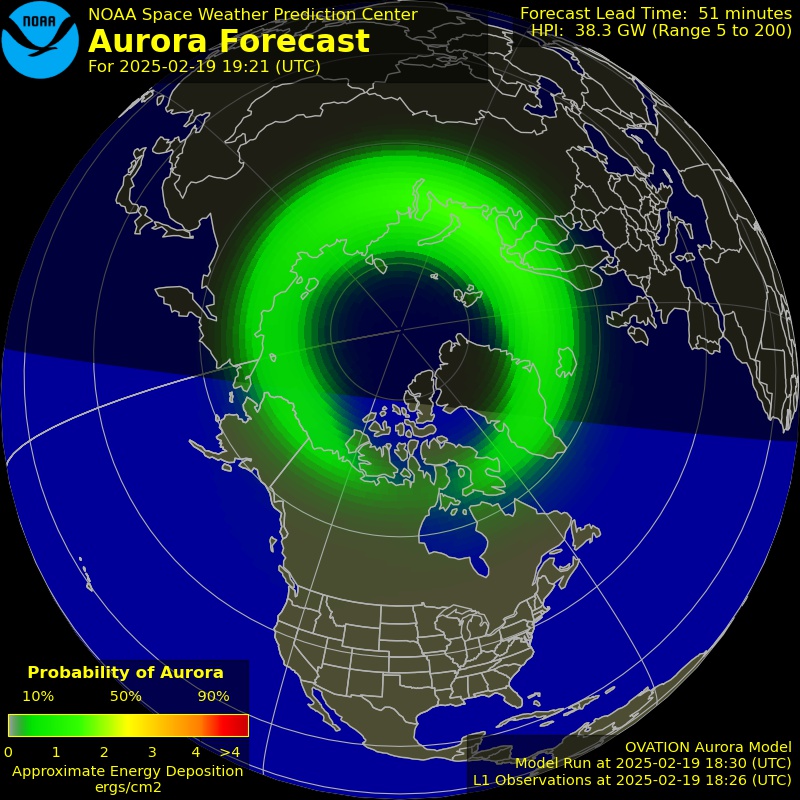 NOAA
NOAA Space Weather Prediction Center
Aurora Forecast
For 2025-02-19 19:21 (UTC)
Forecast Lead Time:  51 minutes
HPI:  38.3 GW (Range 5 to 200)
Probability of Aurora
10% 50% 90%
0 1 2 3 4 >4
Approximate Energy Deposition
ergs/cm2
OVATION Aurora Model
Model Run at 2025-02-19 18:30 (UTC)
L1 Observations at 2025-02-19 18:26 (UTC)